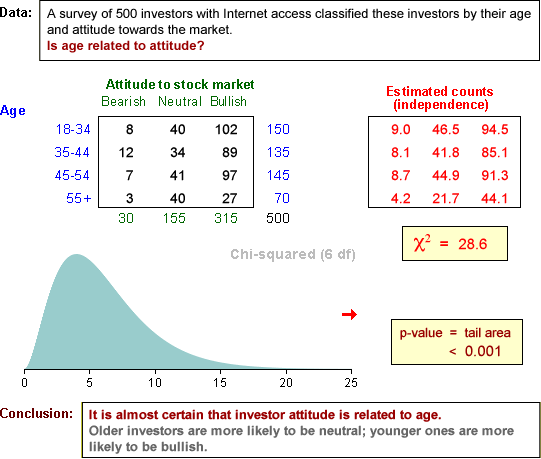 Data: A survey of 500 investors with Internet access classified these investors by their age
and attitude towards the market.
Is age related to attitude?
Attitude to stock market
Bearish Neutral Bullish
Age
18-34 8 40 102 150
35-44 12 34 89 135
45-54 7 41 97 145
55+ 3 40 27 70
30 155 315 500
Estimated counts
(independence)
9.0 46.5 94.5
8.1 41.8 85.1
8.7 44.9 91.3
4.2 21.7 44.1
χ² = 28.6
Chi-squared (6 df)
p-value = tail area
< 0.001
0 5 10 15 20 25
Conclusion: It is almost certain that investor attitude is related to age.
Older investors are more likely to be neutral; younger ones are more
likely to be bullish.